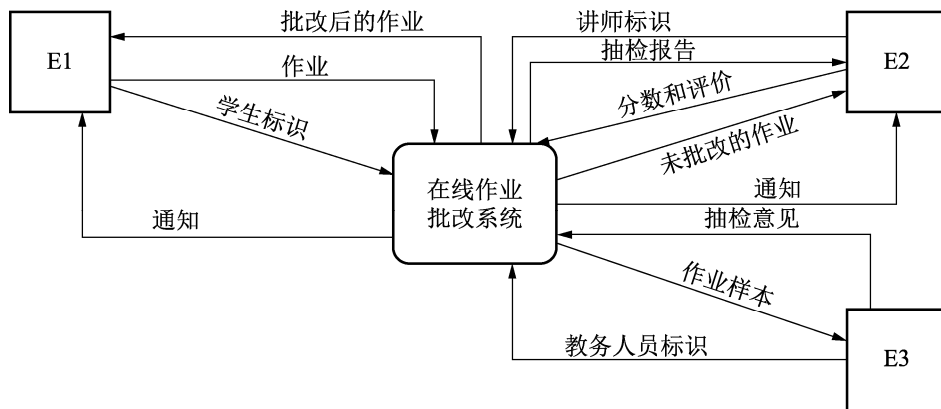 批改后的作业
讲师标识
E1
作业
抽检报告
E2
分数和评价
学生标识
未批改的作业
在线作业
批改系统
通知
通知
抽检意见
作业样本
教务人员标识
E3